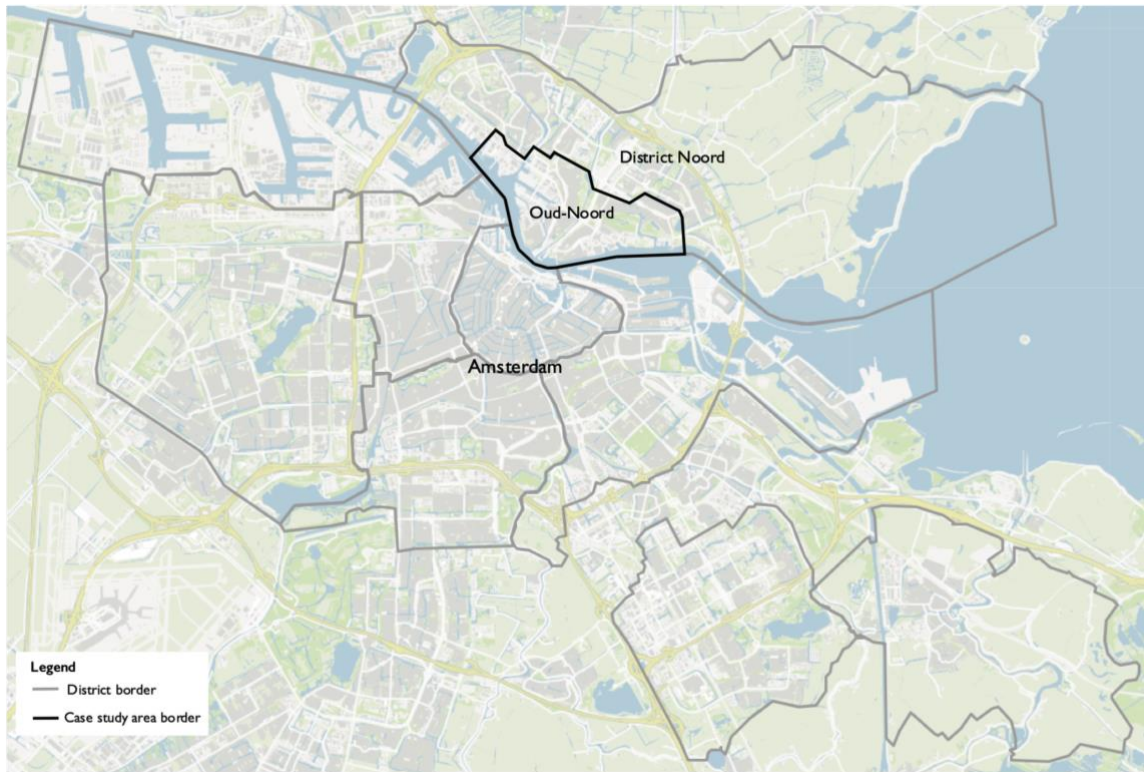 District Noord
Oud-Noord
Amsterdam
Legend
District border
Case study area border